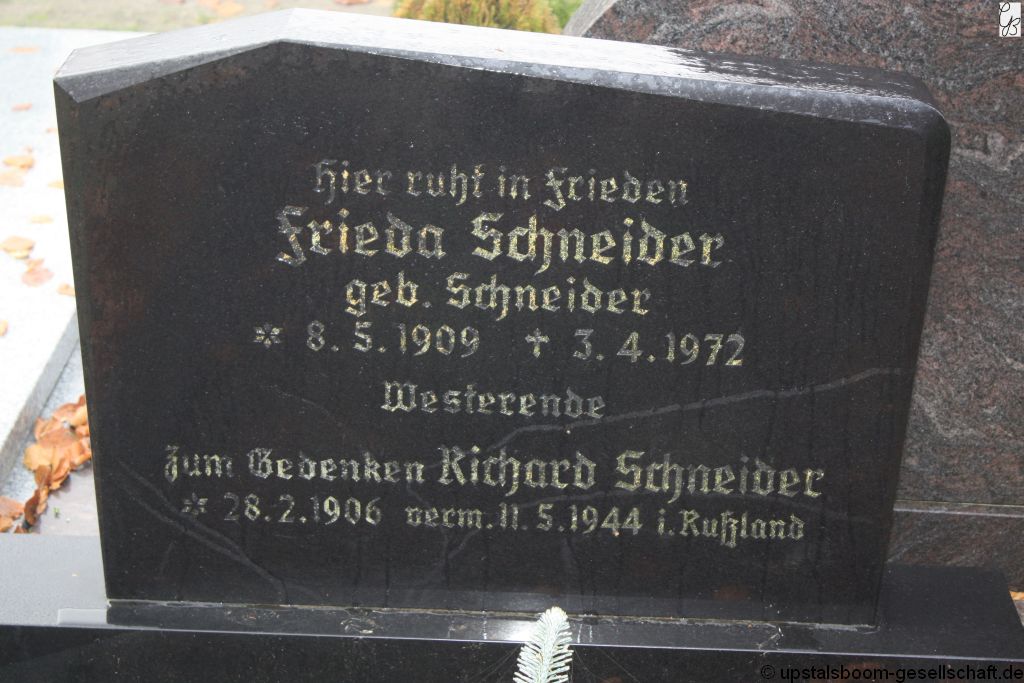 Hier ruht in Frieden
Frieda Schneider
geb. Schneider
* 8. 5. 1909 † 3. 4. 1972
Westerende
Zum Gedenken Richard Schneider
* 28. 2. 1906 verm. 11. 5. 1944 i. Rußland
© upstalsboom-gesellschaft.de